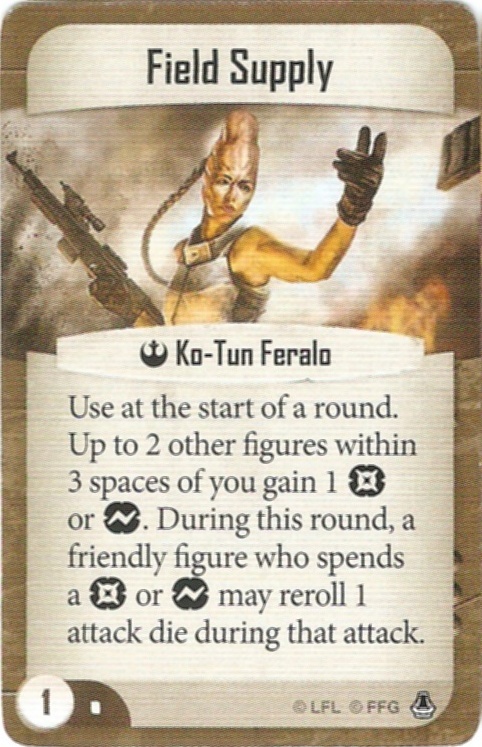 Field Supply
Ko-Tun Feralo
Use at the start of a round.
Up to 2 other figures within
3 spaces of you gain 1
or . During this round, a
friendly figure who spends
a or may reroll 1
attack die during that attack.
1
© LFL © FFG